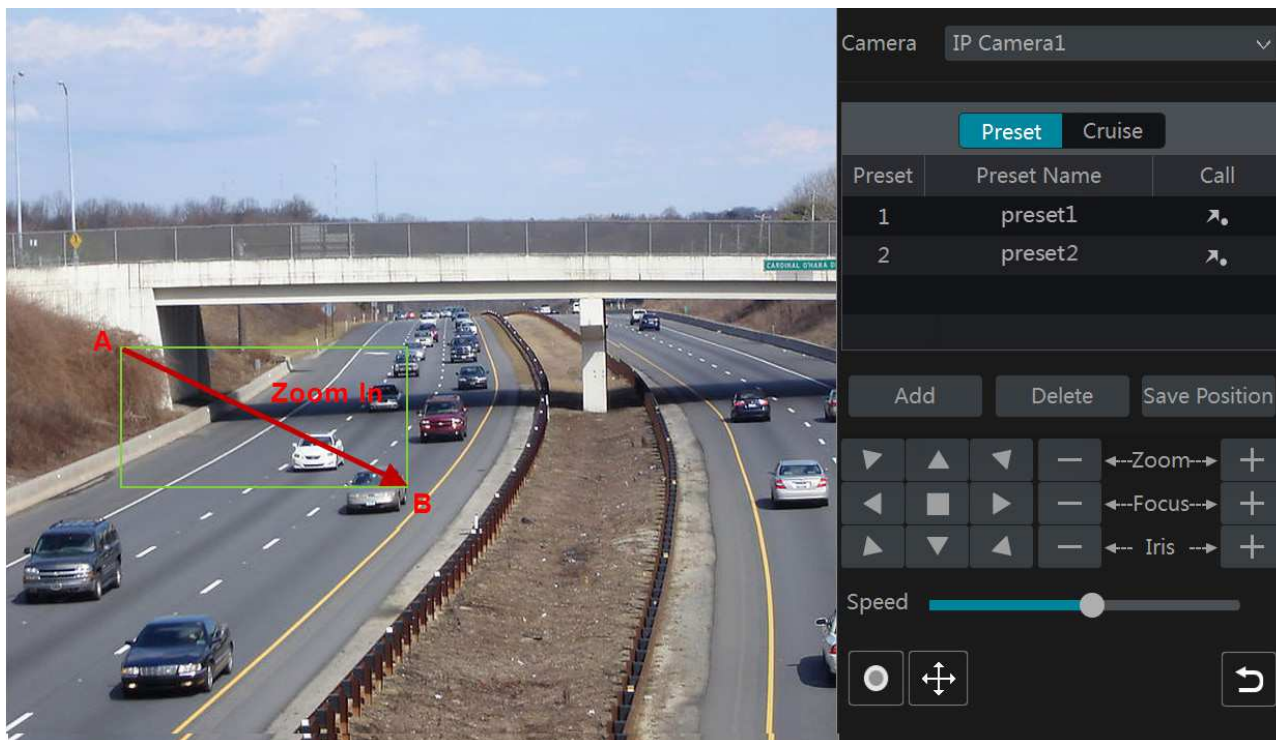 Camera IP Camera1
Preset Cruise
Preset Preset Name Call
1 preset1
2 preset2
Add Delete Save Position
Zoom
Focus
Iris
Speed
CARDINAL O'HARA
A
Zoom In
B